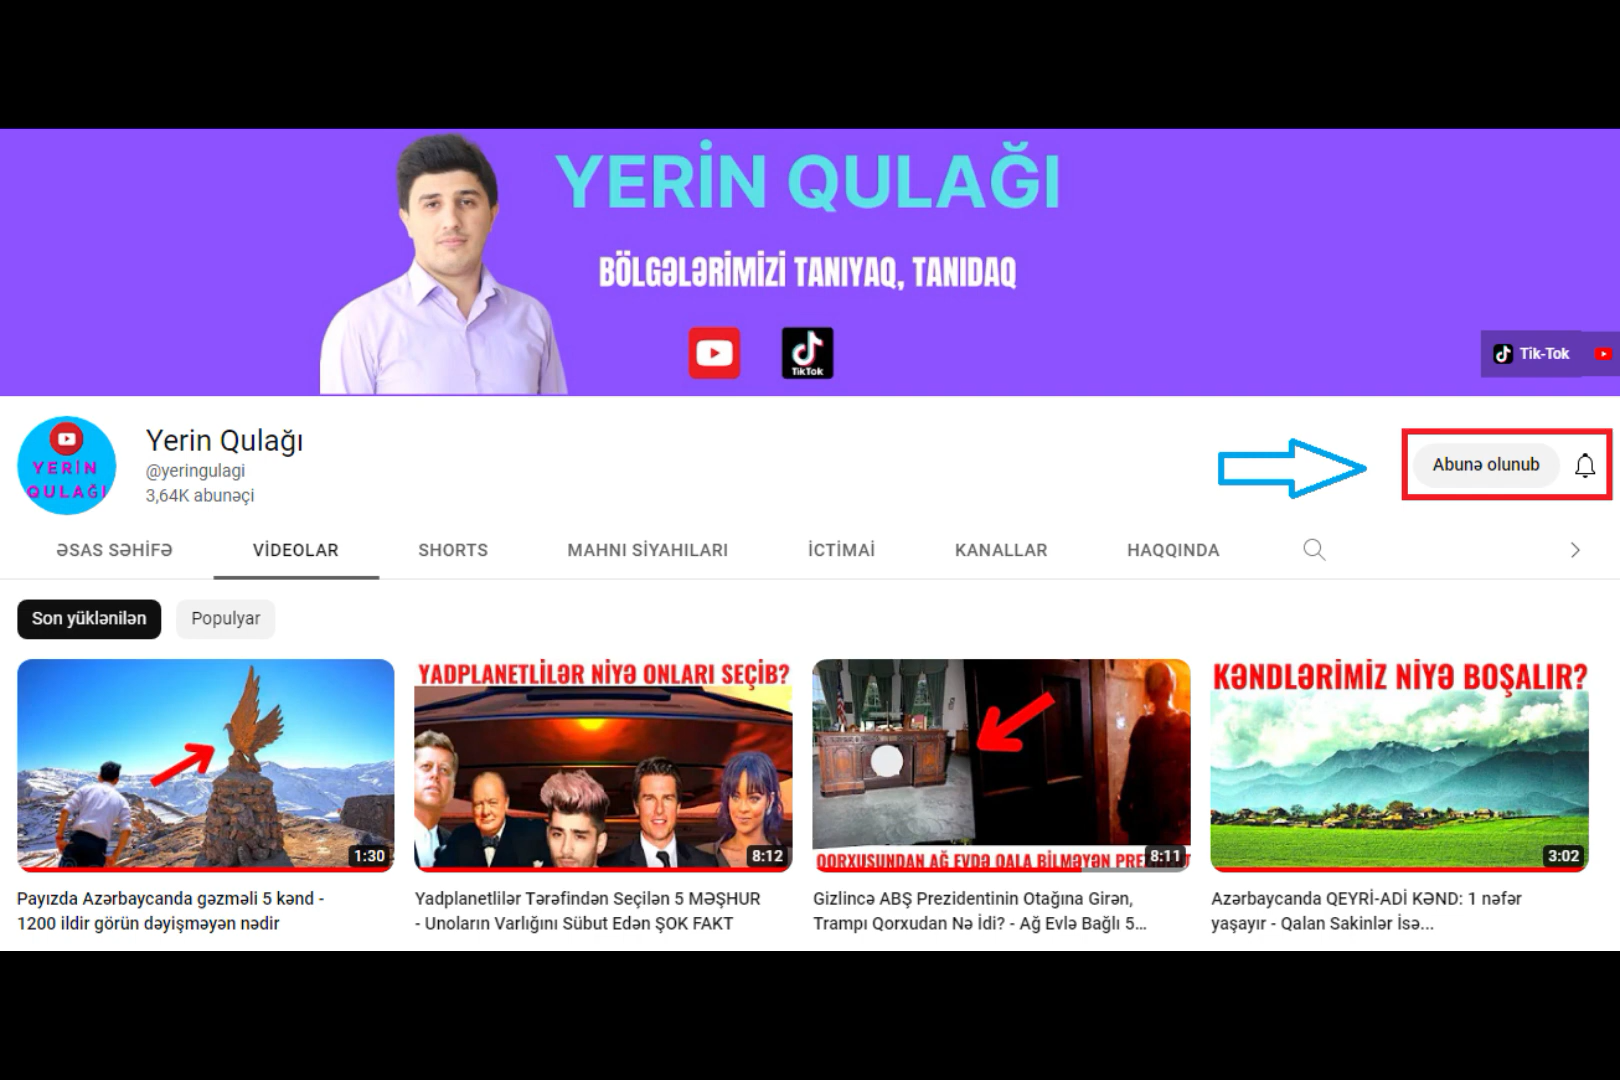 YERİN QULAĞI
BÖLGƏLƏRİMİZİ TANIYAQ, TANIDAQ
TikTok
Tik-Tok
YERİN
QULAĞI
Yerin Qulağı
@yeringulagi
3,64K abunəçi
Abunə olunub
ƏSAS SƏHİFƏ VİDEOLAR SHORTS MAHNI SİYAHILARI İCTİMAİ KANALLAR HAQQINDA
Son yüklənilən Populyar
1:30
Payızda Azərbaycanda gəzməli 5 kənd -
1200 ildir görün dəyişməyən nədir
YADPLANETLİLƏR NİYƏ ONLARI SEÇİB?
8:12
Yadplanetlilər Tərəfindən Seçilən 5 MƏŞHUR
- Unoların Varlığını Sübut Edən ŞOK FAKT
QORXUSUNDAN AĞ EVDƏ QALA BİLMƏYƏN
8:11
Gizlincə ABŞ Prezidentinin Otağına Girən,
Trampı Qorxudan Nə İdi? - Ağ Evlə Bağlı 5...
KƏNDLƏRİMİZ NİYƏ BOŞALIR?
3:02
Azərbaycanda QEYRİ-ADİ KƏND: 1 nəfər
yaşayır - Qalan Sakinlər İsə...